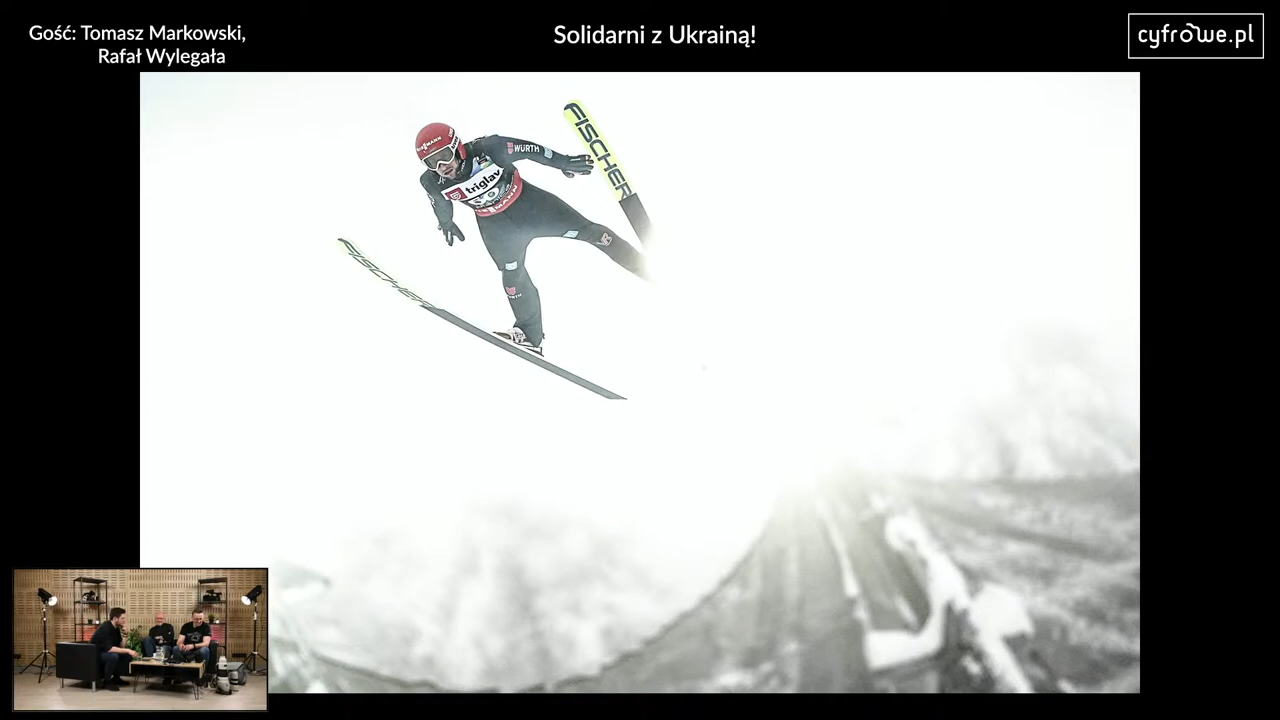 Gość: Tomasz Markowski,
Rafał Wylegała
Solidarni z Ukrainą!
cyfrowe.pl
FISCHER
WÜRTH
triglav
FISCHER